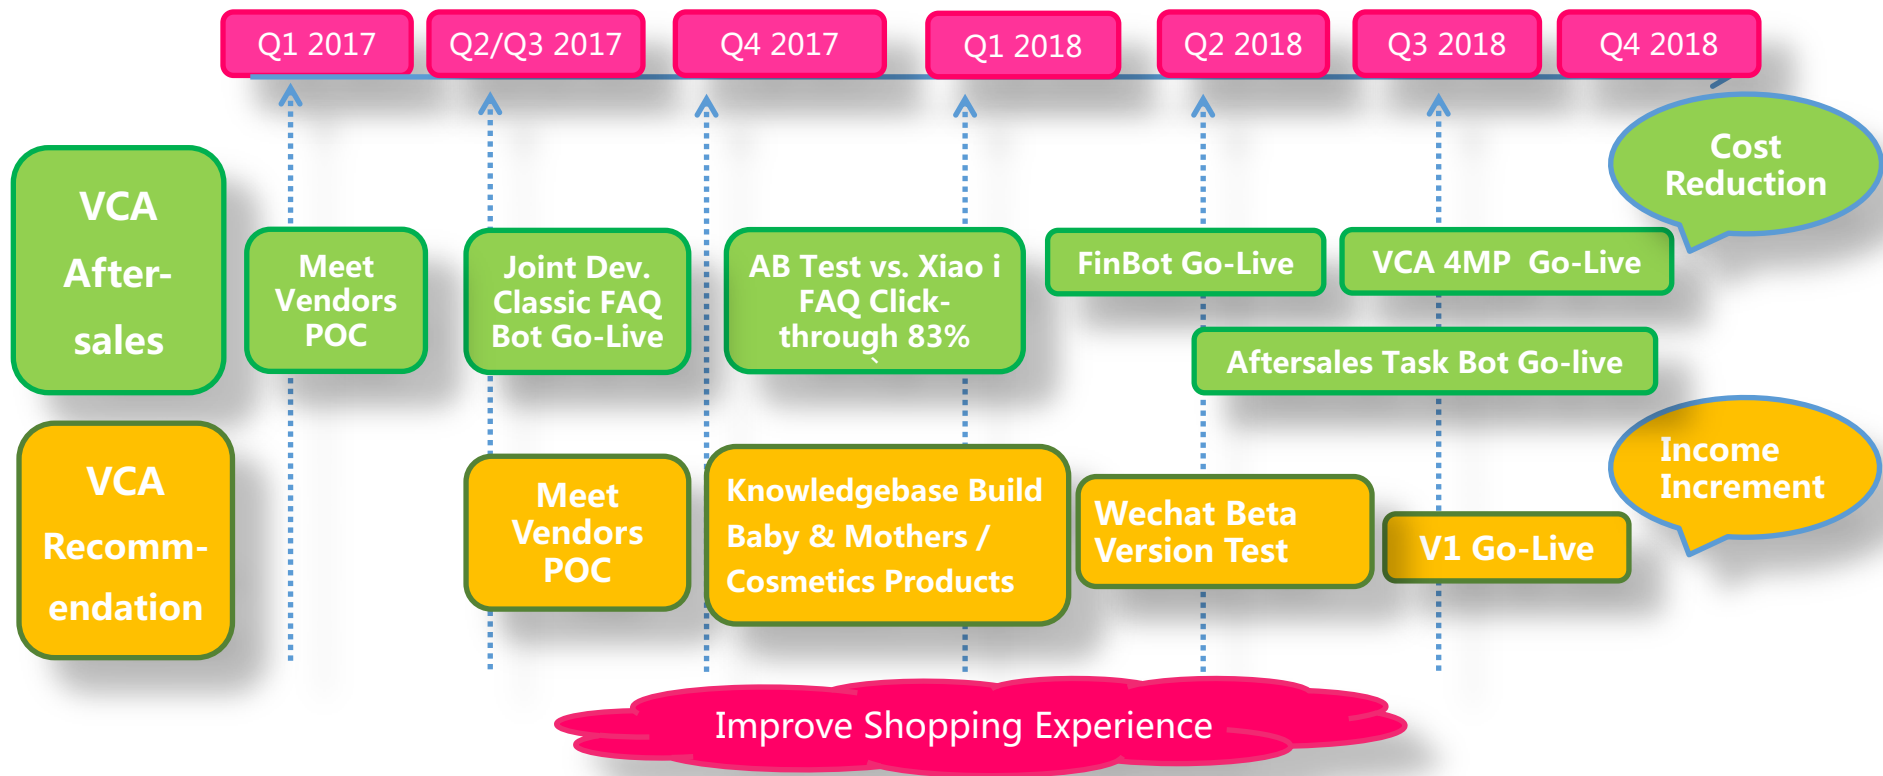 Q1 2017
Q2/Q3 2017
Q4 2017
Q1 2018
Q2 2018
Q3 2018
Q4 2018
Cost
Reduction
VCA
After-
sales
Meet
Vendors
POC
Joint Dev.
Classic FAQ
Bot Go-Live
AB Test vs. Xiao i
FAQ Click-
through 83%
`
FinBot Go-Live
VCA 4MP  Go-Live
Aftersales Task Bot Go-live
VCA
Recomm-
endation
Meet
Vendors
POC
Knowledgebase Build
Baby & Mothers /
Cosmetics Products
Wechat Beta
Version Test
V1 Go-Live
Income
Increment
Improve Shopping Experience